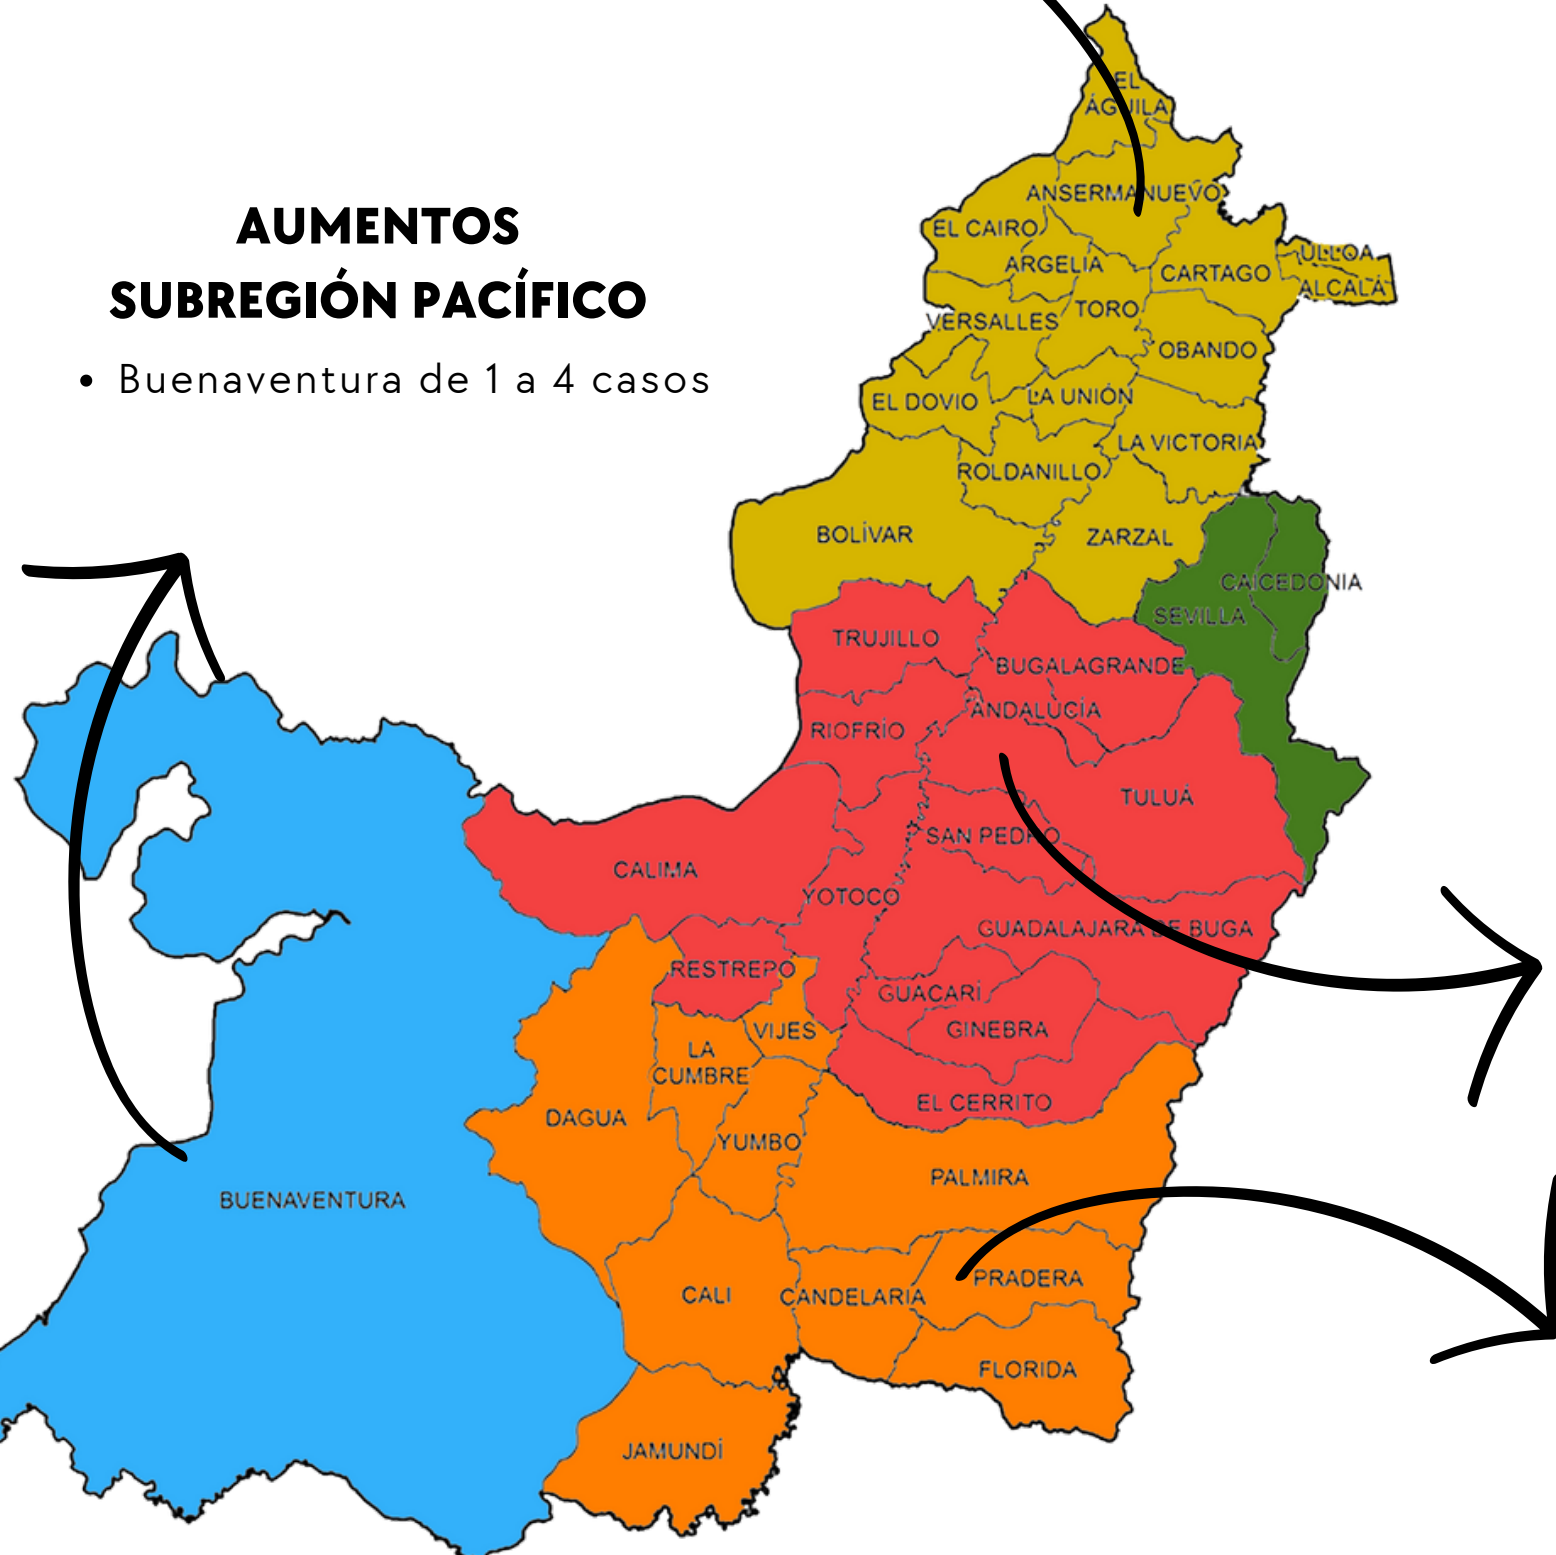 AUMENTOS
SUBREGIÓN PACÍFICO
• Buenaventura de 1 a 4 casos
EL
ÁGUILA
ANSERMANUEVO
EL CAIRO
ARGELIA
CARTAGO
ULLOA
ALCALÁ
VERSALLES
TORO
OBANDO
EL DOVIO
LA UNIÓN
LA VICTORIA
ROLDANILLO
BOLÍVAR
ZARZAL
CAICEDONIA
SEVILLA
TRUJILLO
BUGALAGRANDE
ANDALUCÍA
RIOFRÍO
TULUÁ
SAN PEDRO
CALIMA
YOTOCO
GUADALAJARA DE BUGA
RESTREPO
GUACARÍ
GINEBRA
VIJES
LA
CUMBRE
EL CERRITO
DAGUA
YUMBO
PALMIRA
BUENAVENTURA
PRADERA
CALI
CANDELARIA
FLORIDA
JAMUNDÍ